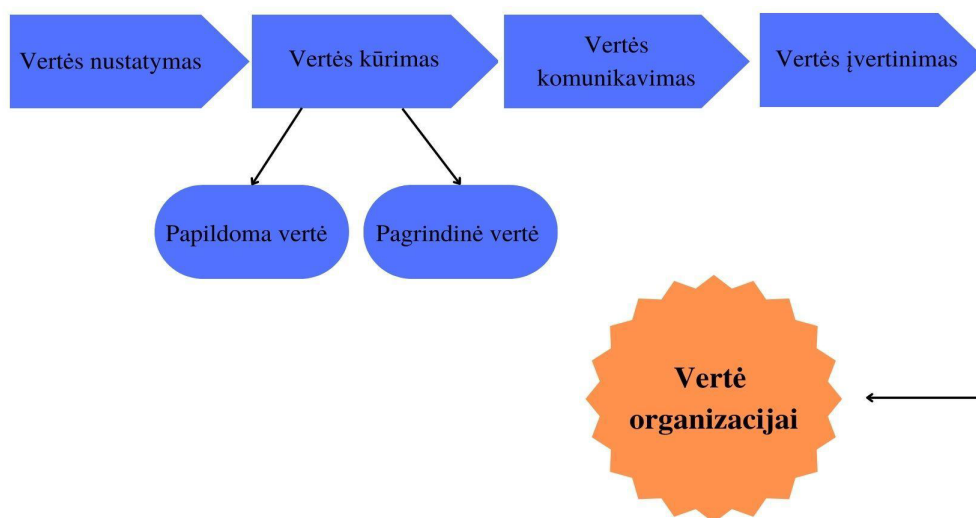 Vertės nustatymas
Vertės kūrimas
Vertės
komunikavimas
Vertės įvertinimas
Papildoma vertė
Pagrindinė vertė
Vertė
organizacijai